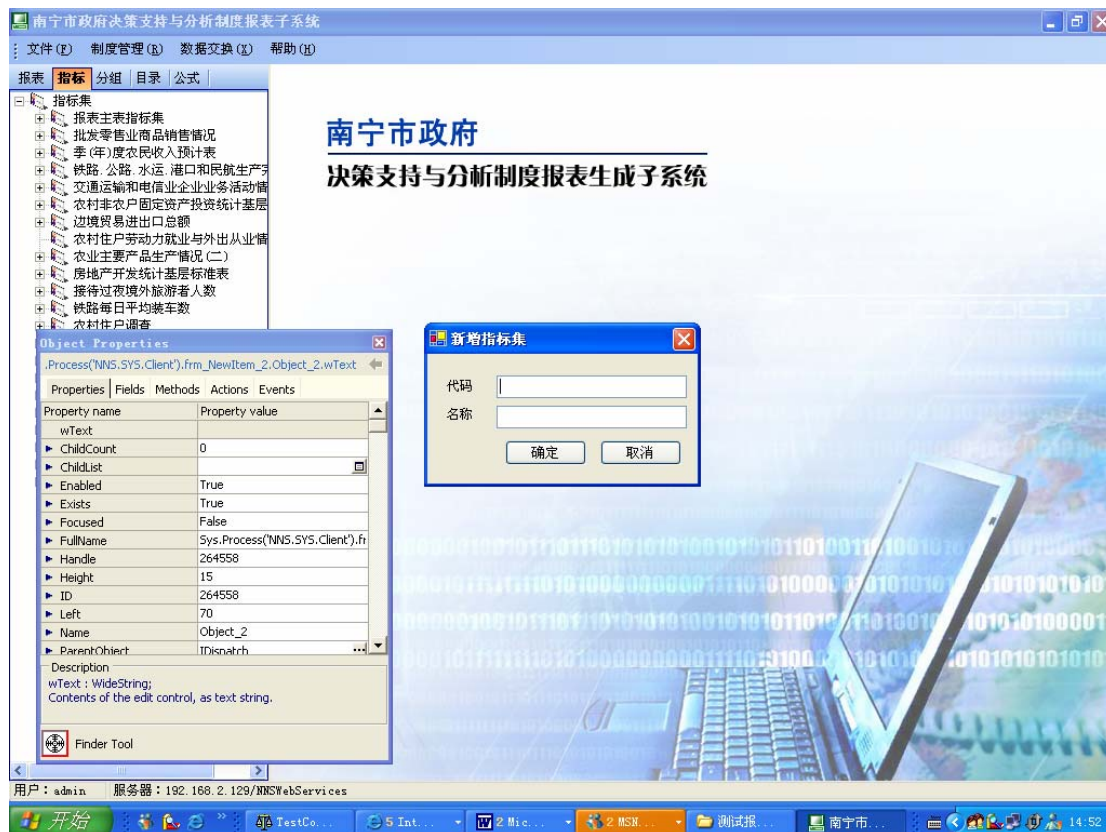 南宁市政府决策支持与分析制度报表子系统
文件(F) 制度管理(R) 数据交换(X) 帮助(H)
报表 指标 分组 目录 公式
指标集
报表主表指标集
批发零售业商品销售情况
季(年)度农民收入预计表
铁路.公路.水运.港口和民航生产
交通运输和电信业企业业务活动情
农村非农户固定资产投资统计基层
边境贸易进出口总额
农村住户劳动力就业与外出从业情
农业主要产品生产情况(二)
房地产开发统计基层标准表
接待过夜境外旅游者人数
铁路每日平均装车数
农村住户调查
南宁市政府
决策支持与分析制度报表生成子系统
新增指标集
代码
名称
确定 取消
Object Properties
.Process('NNS.SYS.Client').frm_NewItem_2.Object_2.wText
Properties Fields Methods Actions Events
Property name Property value
wText
ChildCount 0
ChildList
Enabled True
Exists True
Focused False
FullName Sys.Process('NNS.SYS.Client').fr
Handle 264558
Height 15
ID 264558
Left 70
Name Object_2
ParentObject IDispatch
Description
wText : WideString;
Contents of the edit control, as text string.
Finder Tool
用户：admin 服务器：192.168.2.129/NNSWebServices
开始 TestCo... 5 Int... 2 Mic... 2 MSN... 测试报... 南宁市... 14:52